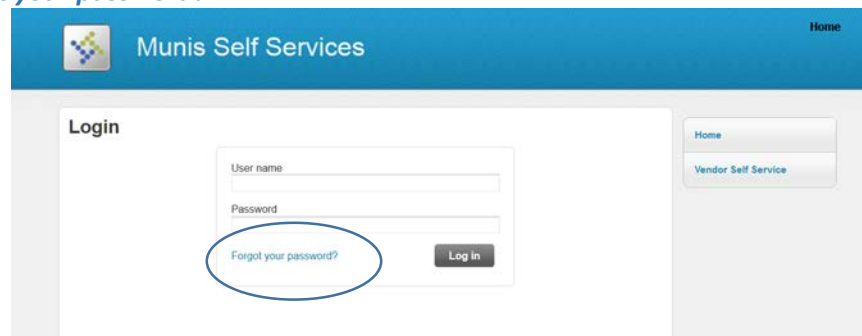 Home
Munis Self Services
Login
Home
User name
Vendor Self Service
Password
Forgot your password?
Log in